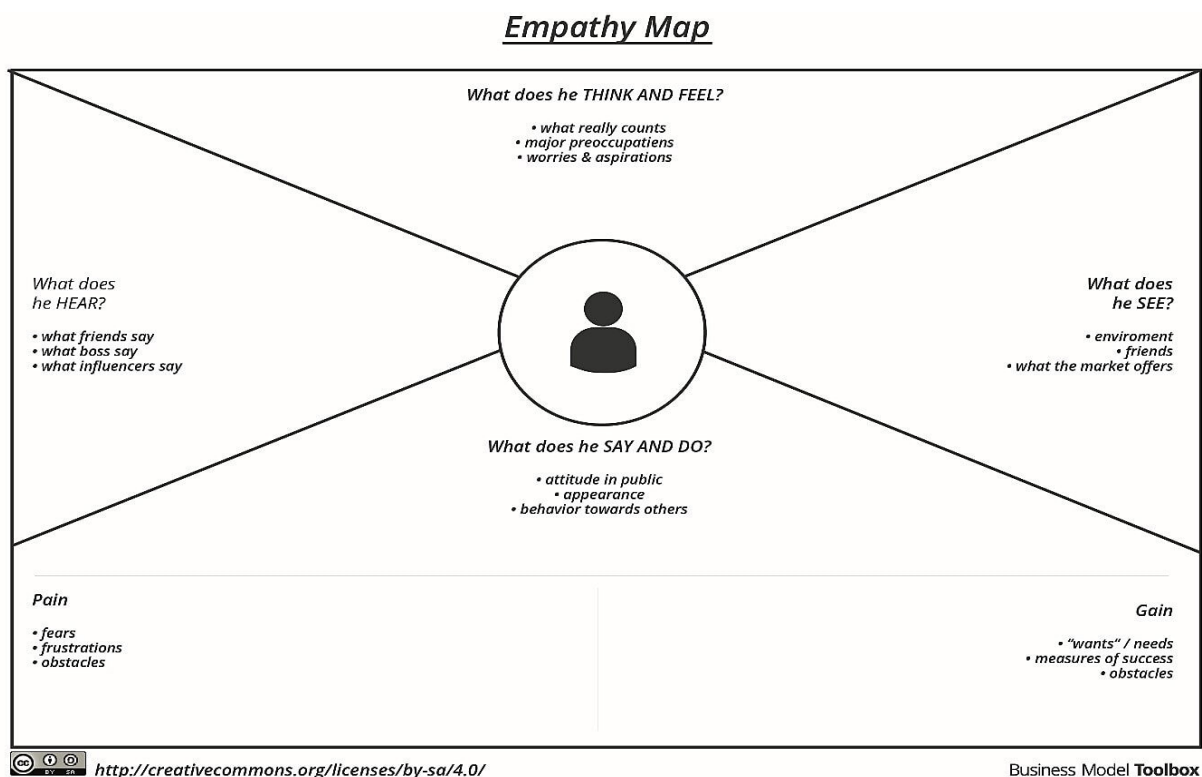 Empathy Map
What does he THINK AND FEEL?
• what really counts
• major preoccupatiens
• worries & aspirations
What does
he HEAR?
• what friends say
• what boss say
• what influencers say
What does
he SEE?
• enviroment
• friends
• what the market offers
What does he SAY AND DO?
• attitude in public
• appearance
• behavior towards others
Pain
• fears
• frustrations
• obstacles
Gain
• “wants“ / needs
• measures of success
• obstacles
cc BY SA
http://creativecommons.org/licenses/by-sa/4.0/
Business Model Toolbox